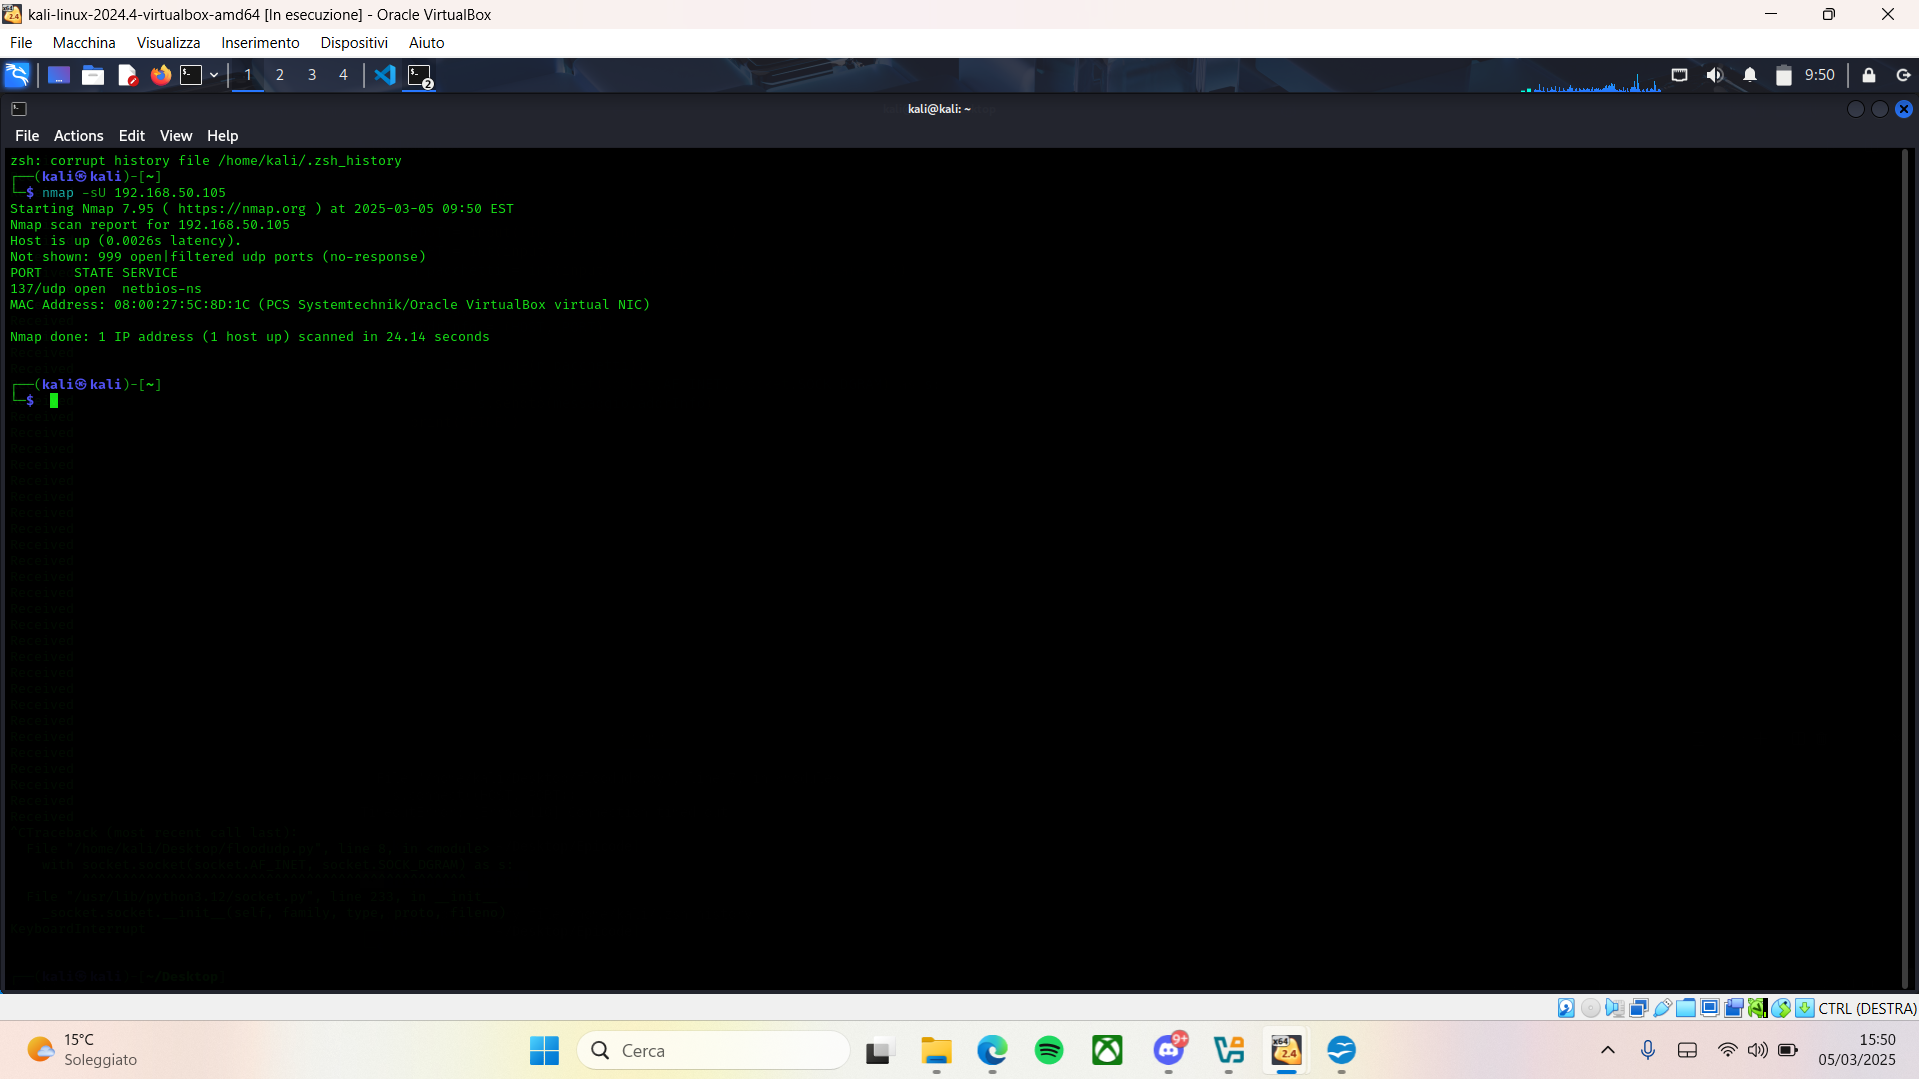 kali-linux-2024.4-virtualbox-amd64 [In esecuzione] - Oracle VirtualBox
File Macchina Visualizza Inserimento Dispositivi Aiuto
1 2 3 4 2 9:50
kali@kali: ~
File Actions Edit View Help
zsh: corrupt history file /home/kali/.zsh_history
┌──(kali㉿kali)-[~]
└─$ nmap -sU 192.168.50.105
Starting Nmap 7.95 ( https://nmap.org ) at 2025-03-05 09:50 EST
Nmap scan report for 192.168.50.105
Host is up (0.0026s latency).
Not shown: 999 open|filtered udp ports (no-response)
PORT    STATE SERVICE
137/udp open  netbios-ns
MAC Address: 08:00:27:5C:8D:1C (PCS Systemtechnik/Oracle VirtualBox virtual NIC)
Nmap done: 1 IP address (1 host up) scanned in 24.14 seconds
┌──(kali㉿kali)-[~]
└─$
CTRL (DESTRA)
15°C
Soleggiato
Cerca
9+
x64
2.4
15:50
05/03/2025